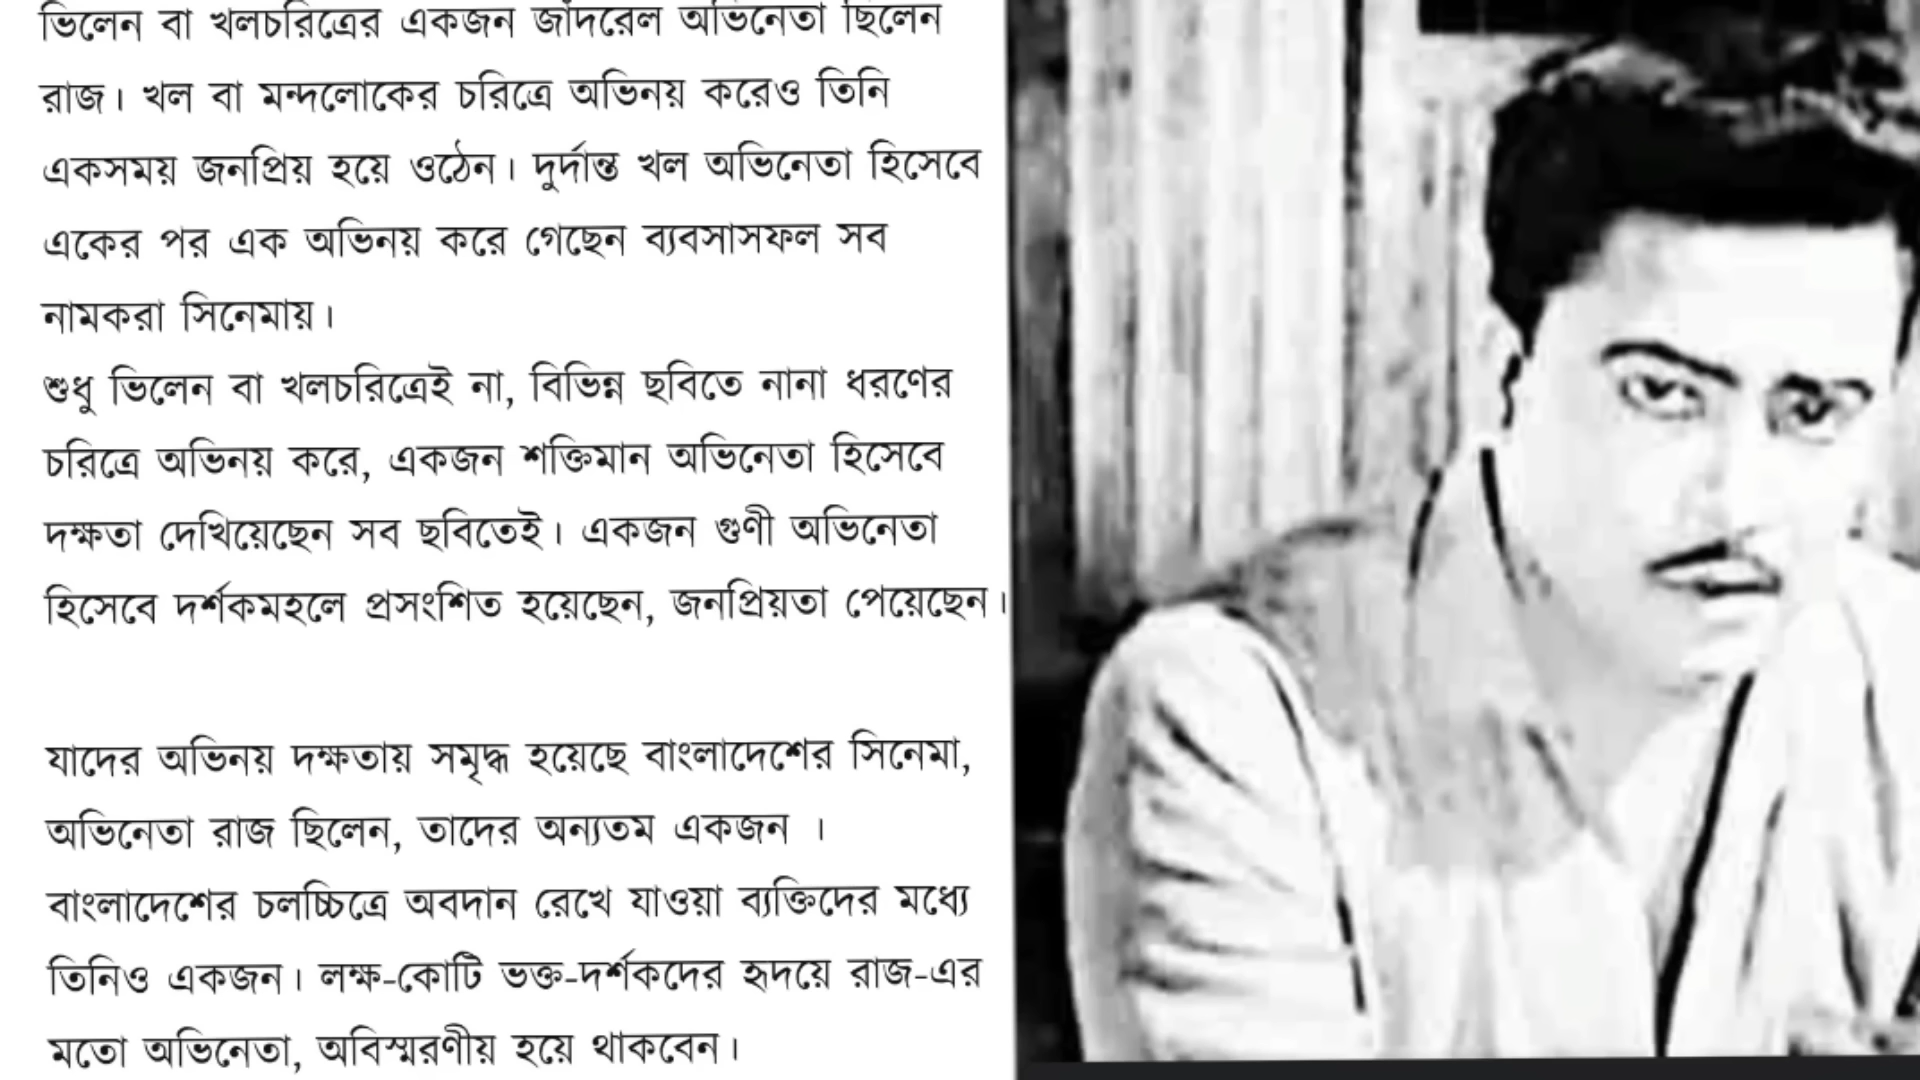 ভিলেন বা খলচরিত্রের একজন জাঁদরেল অভিনেতা ছিলেন
রাজ। খল বা মন্দলোকের চরিত্রে অভিনয় করেও তিনি
একসময় জনপ্রিয় হয়ে ওঠেন। দুর্দান্ত খল অভিনেতা হিসেবে
একের পর এক অভিনয় করে গেছেন ব্যবসাসফল সব
নামকরা সিনেমায়।
শুধু ভিলেন বা খলচরিত্রেই না, বিভিন্ন ছবিতে নানা ধরণের
চরিত্রে অভিনয় করে, একজন শক্তিমান অভিনেতা হিসেবে
দক্ষতা দেখিয়েছেন সব ছবিতেই। একজন গুণী অভিনেতা
হিসেবে দর্শকমহলে প্রসংশিত হয়েছেন, জনপ্রিয়তা পেয়েছেন।
যাদের অভিনয় দক্ষতায় সমৃদ্ধ হয়েছে বাংলাদেশের সিনেমা,
অভিনেতা রাজ ছিলেন, তাদের অন্যতম একজন ।
বাংলাদেশের চলচ্চিত্রে অবদান রেখে যাওয়া ব্যক্তিদের মধ্যে
তিনিও একজন। লক্ষ-কোটি ভক্ত-দর্শকদের হৃদয়ে রাজ-এর
মতো অভিনেতা, অবিস্মরণীয় হয়ে থাকবেন।